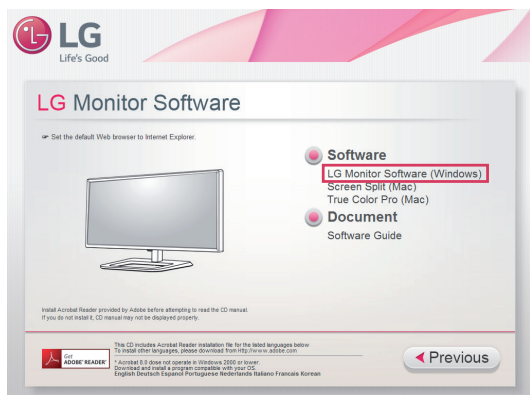 LG
Life's Good
LG Monitor Software
☞ Set the default Web browser to Internet Explorer.
Software
LG Monitor Software (Windows)
Screen Split (Mac)
True Color Pro (Mac)
Document
Software Guide
Install Acrobat Reader provided by Adobe before attempting to read the CD manual.
If you do not install it, CD manual may not be displayed properly.
Get
ADOBE® READER®
This CD includes Acrobat Reader installation file for the listed languages below
To install other languages, please download from Http://www.adobe.com
* Acrobat 8.0 dose not operate in Windows 2000 or lower.
Download and install a program compatible with your OS.
English Deutsch Espanol Portuguese Nederlands Italiano Francais Korean
Previous